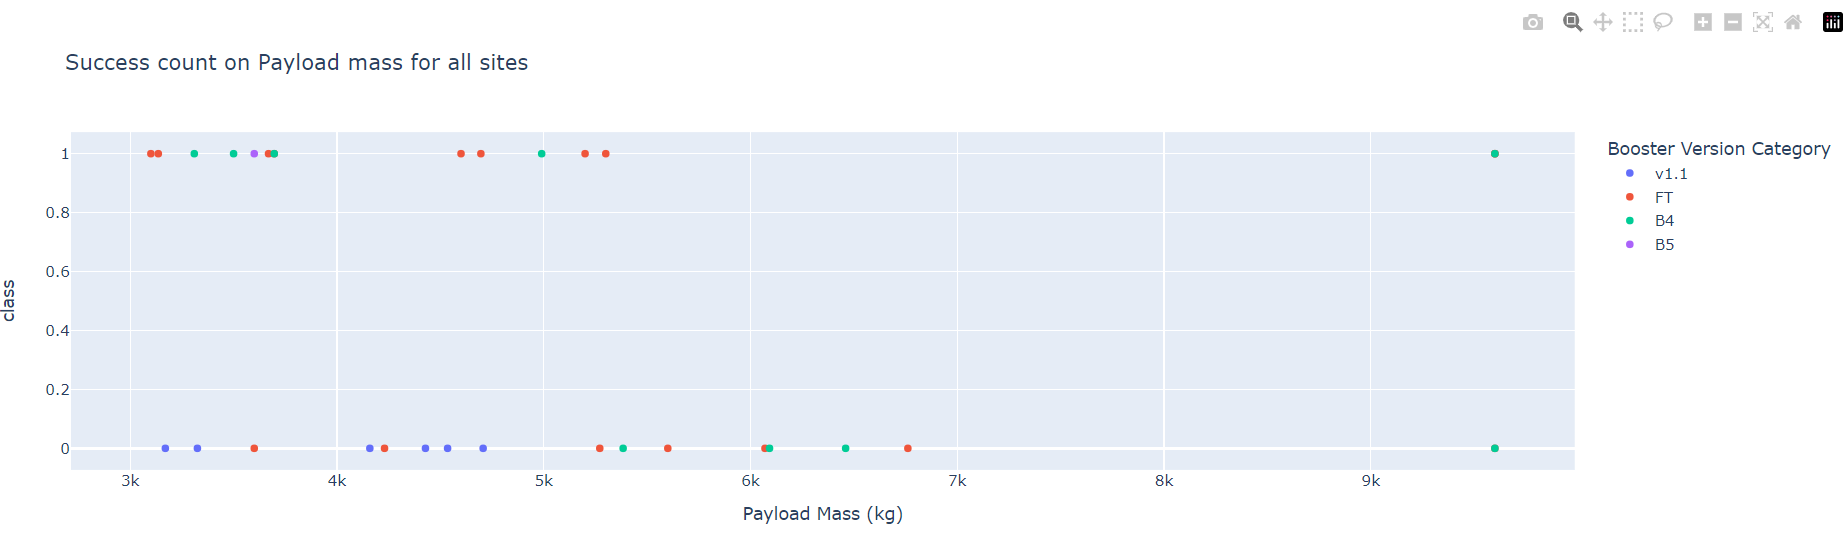 Success count on Payload mass for all sites
Booster Version Category
v1.1
FT
B4
B5
class
1
0.8
0.6
0.4
0.2
0
3k 4k 5k 6k 7k 8k 9k
Payload Mass (kg)